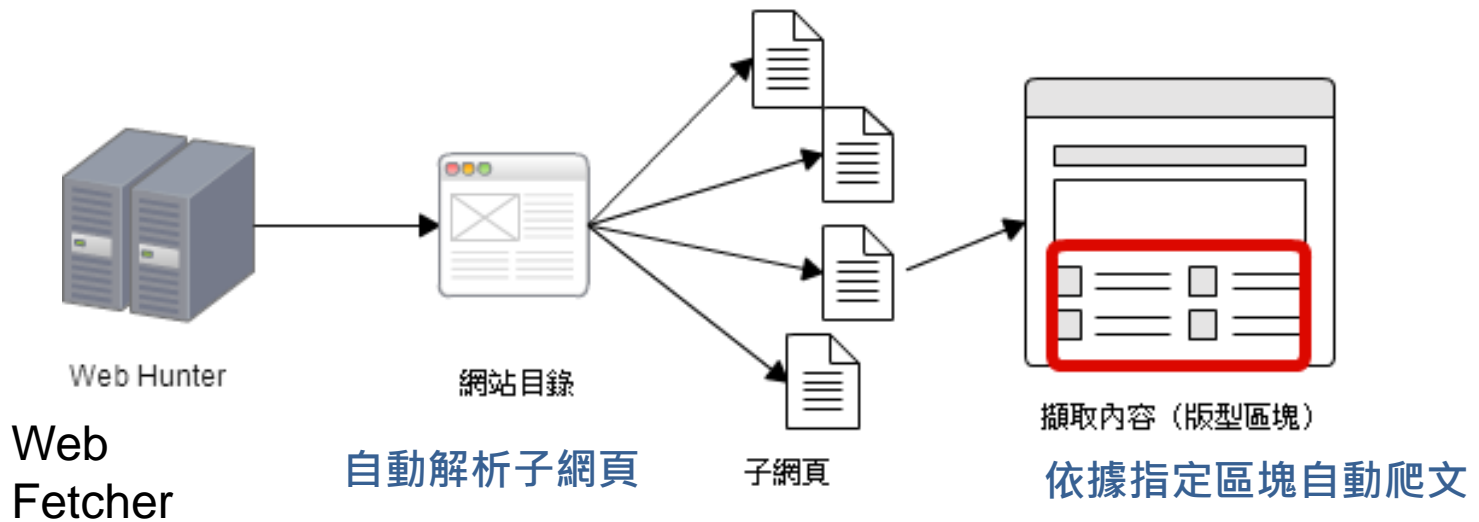 Web Hunter
網站目錄
擷取內容（版型區塊）
Web
Fetcher
自動解析子網頁
子網頁
依據指定區塊自動爬文